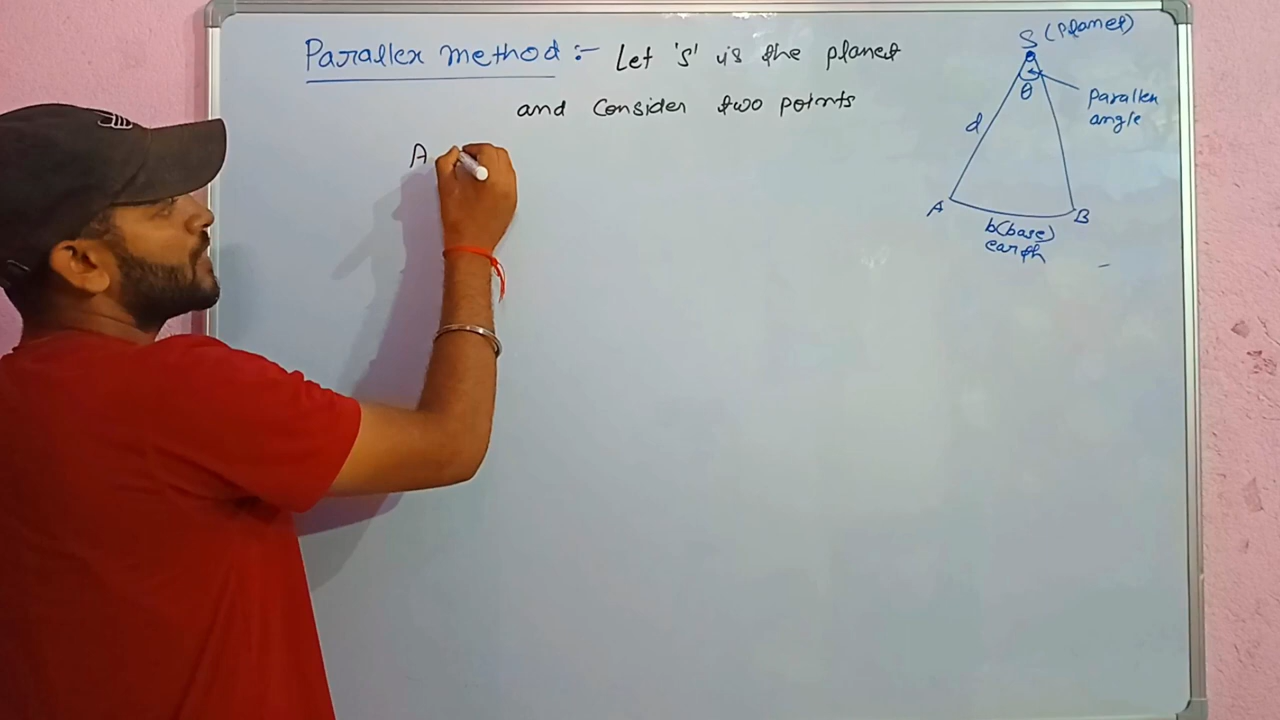 Parallex method :- Let 's' is the planet
and Consider two points
A
S (Planet)
θ
Parallex
angle
d
A
B
b(base)
earth